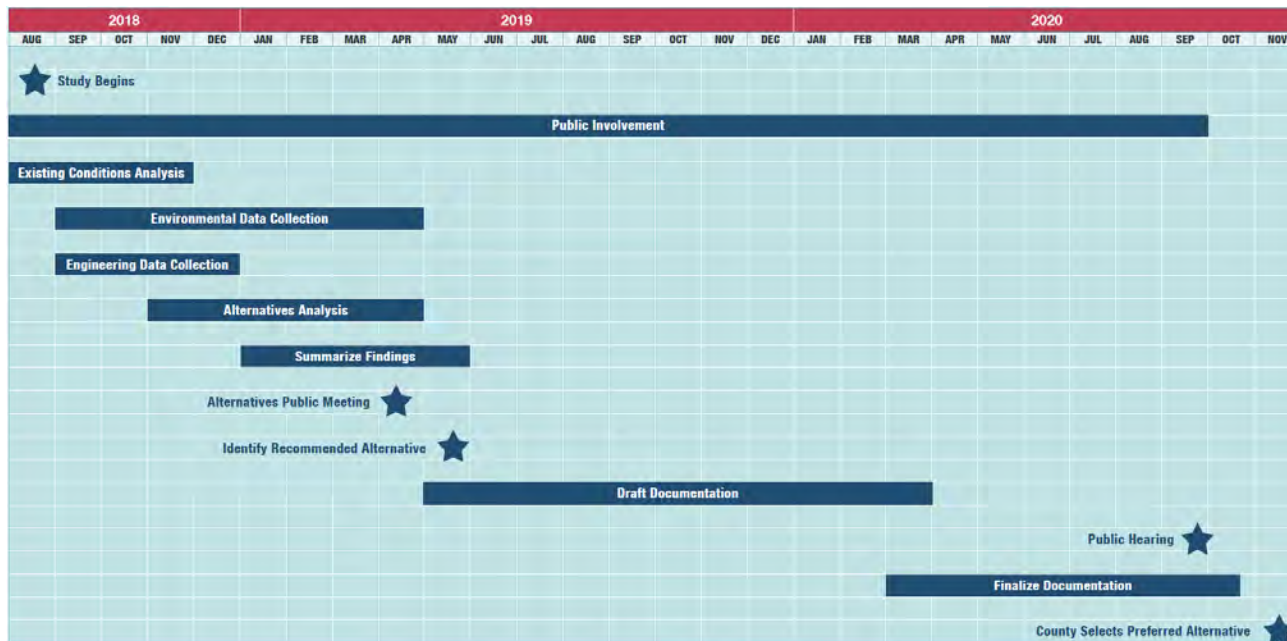 2018 2019 2020
AUG SEP OCT NOV DEC JAN FEB MAR APR MAY JUN JUL AUG SEP OCT NOV DEC JAN FEB MAR APR MAY JUN JUL AUG SEP OCT NOV
Study Begins
Public Involvement
Existing Conditions Analysis
Environmental Data Collection
Engineering Data Collection
Alternatives Analysis
Summarize Findings
Alternatives Public Meeting
Identify Recommended Alternative
Draft Documentation
Public Hearing
Finalize Documentation
County Selects Preferred Alternative